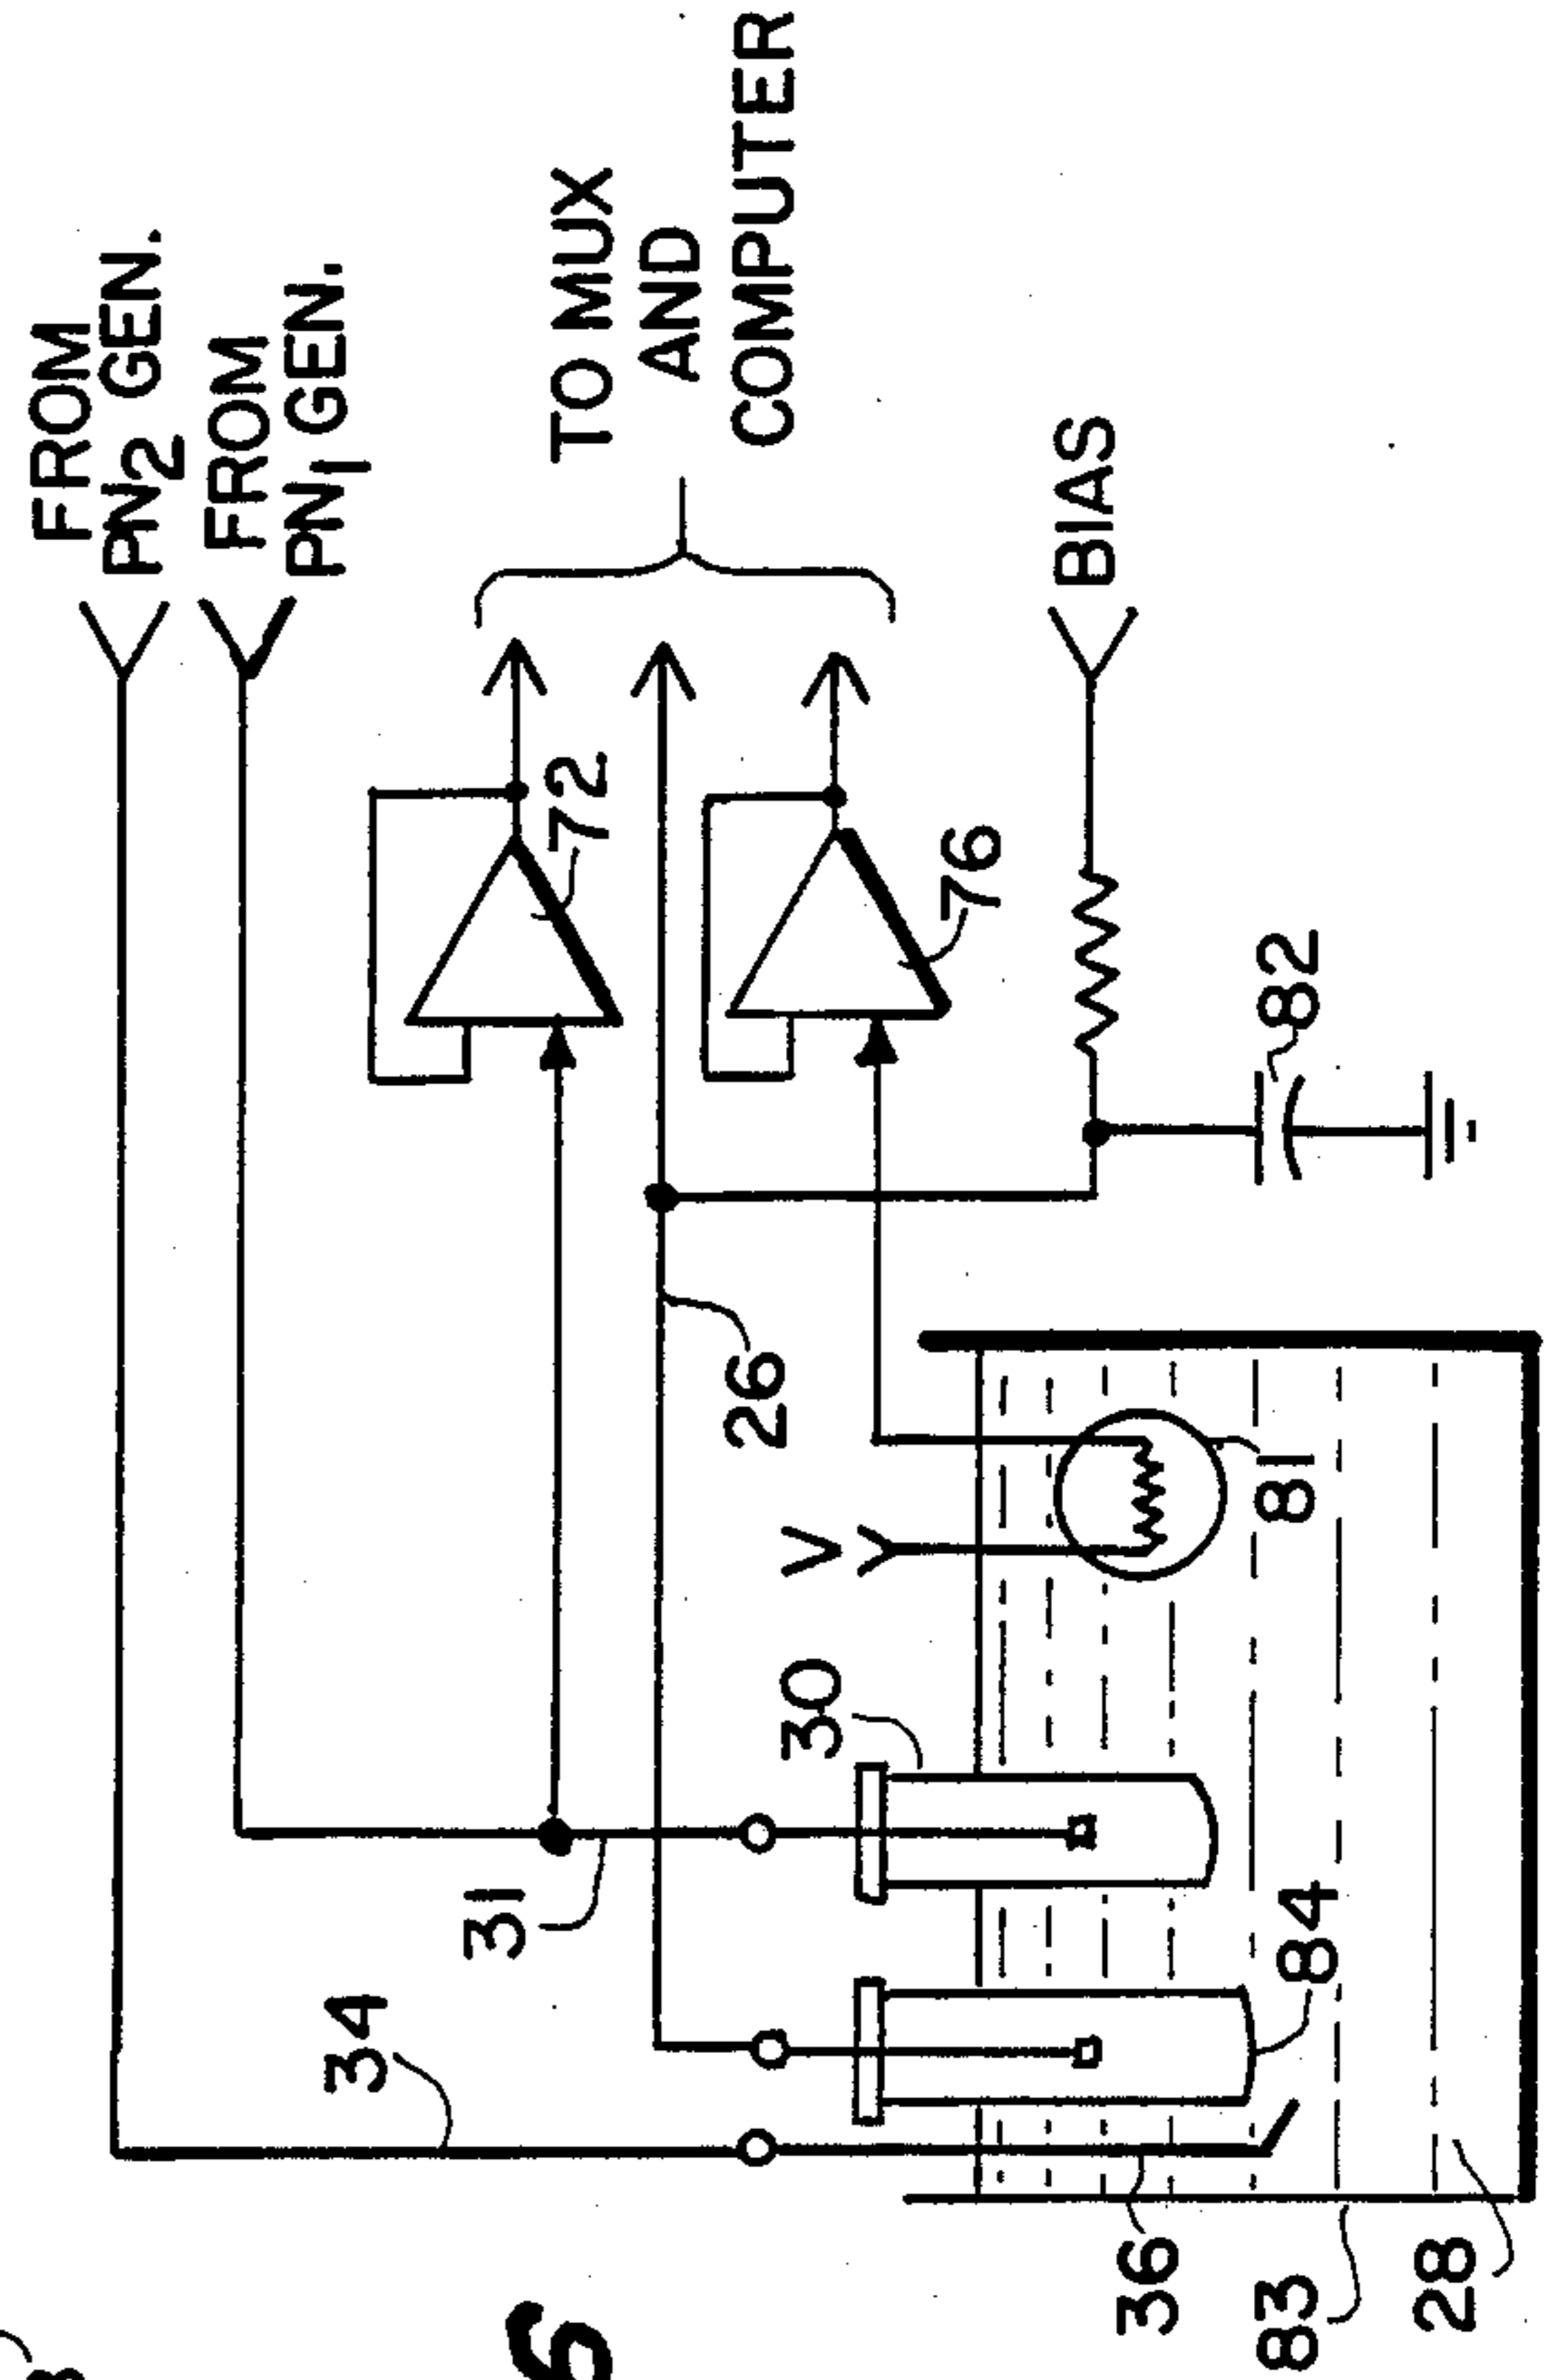 FROM
PN2 GEN.
FROM
PN1 GEN.
TO MUX
AND
COMPUTER
BIAS
72
76
82
26
81
V
30
31
84
34
36
83
28
6